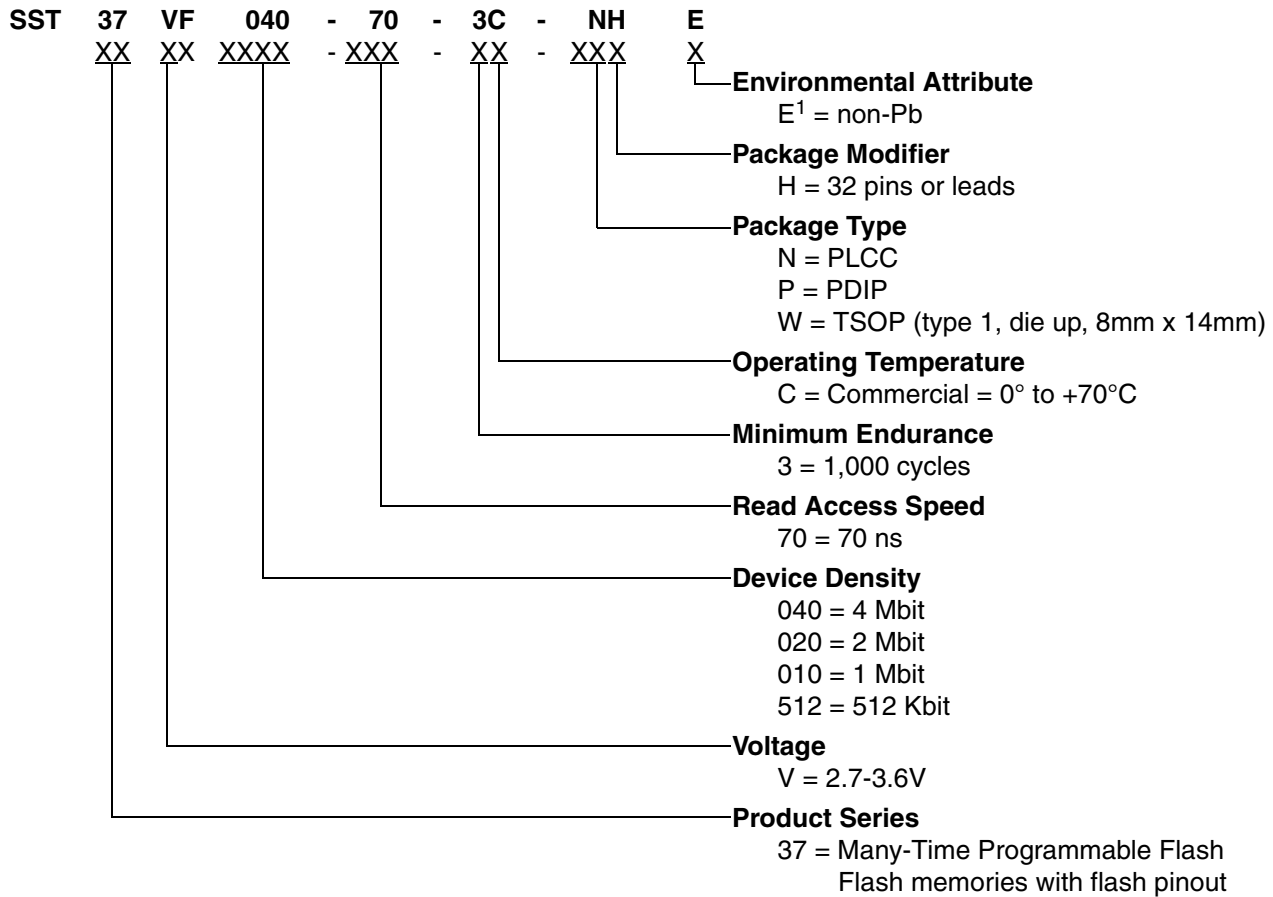 SST 37 VF 040 - 70 - 3C - NH E
XX XX XXXX - XXX - XX - XXX X
Environmental Attribute
E1 = non-Pb
Package Modifier
H = 32 pins or leads
Package Type
N = PLCC
P = PDIP
W = TSOP (type 1, die up, 8mm x 14mm)
Operating Temperature
C = Commercial = 0° to +70°C
Minimum Endurance
3 = 1,000 cycles
Read Access Speed
70 = 70 ns
Device Density
040 = 4 Mbit
020 = 2 Mbit
010 = 1 Mbit
512 = 512 Kbit
Voltage
V = 2.7-3.6V
Product Series
37 = Many-Time Programmable Flash
Flash memories with flash pinout